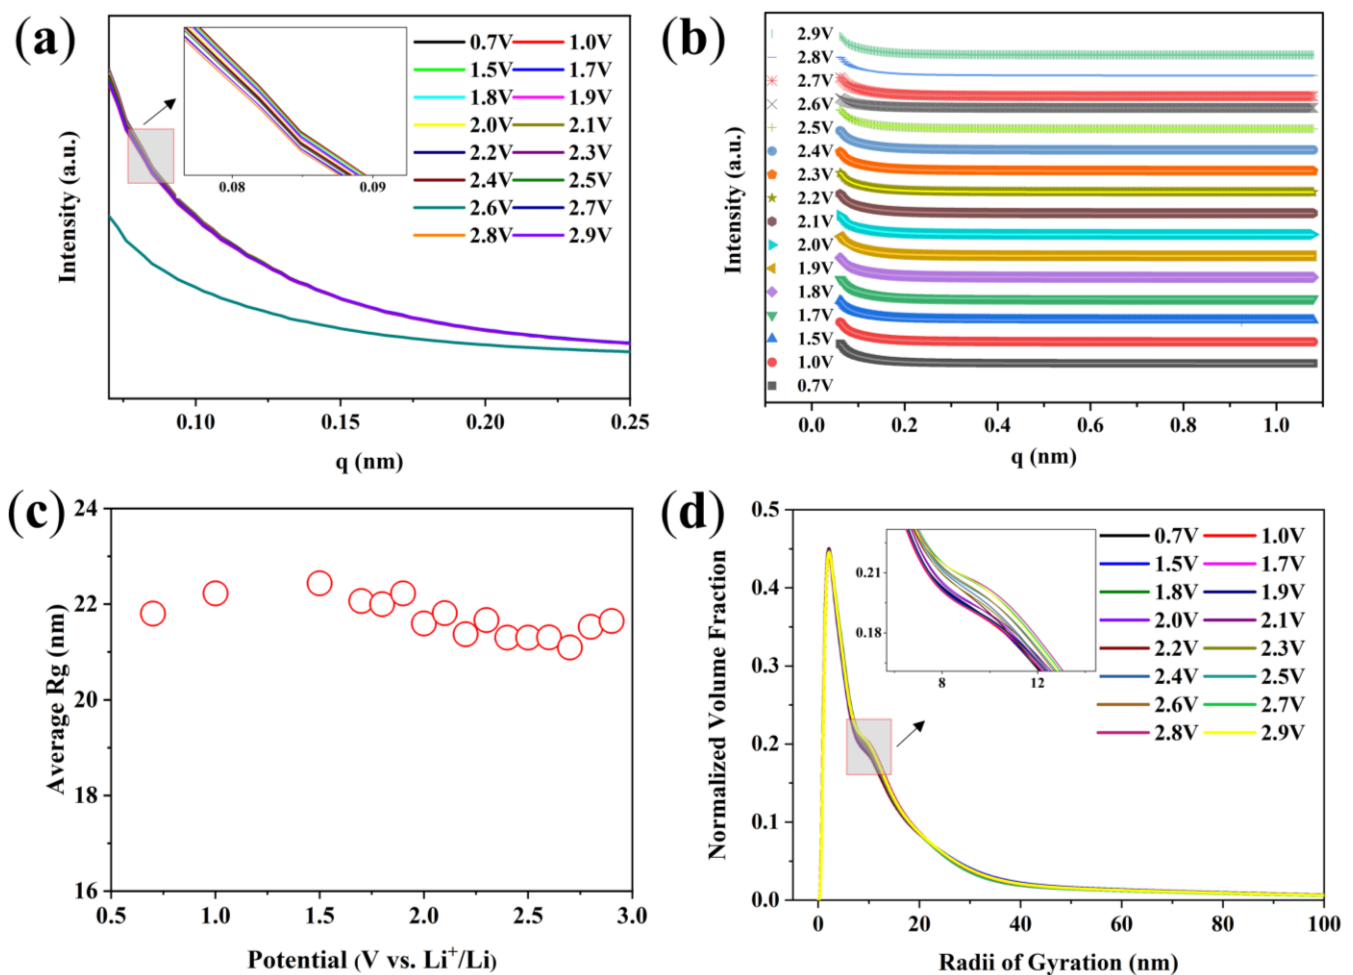 (a)
0.7V 1.0V
1.5V 1.7V
1.8V 1.9V
2.0V 2.1V
2.2V 2.3V
2.4V 2.5V
2.6V 2.7V
2.8V 2.9V
0.08 0.09
Intensity (a.u.)
0.10 0.15 0.20 0.25
q (nm)
(b)
2.9V
2.8V
2.7V
2.6V
2.5V
2.4V
2.3V
2.2V
2.1V
2.0V
1.9V
1.8V
1.7V
1.5V
1.0V
0.7V
Intensity (a.u.)
0.0 0.2 0.4 0.6 0.8 1.0
q (nm)
(c)
24
22
20
18
16
Average Rg (nm)
0.5 1.0 1.5 2.0 2.5 3.0
Potential (V vs. Li⁺/Li)
(d)
0.5
0.4
0.3
0.2
0.1
0.0
Normalized Volume Fraction
0.21
0.18
8 12
0.7V 1.0V
1.5V 1.7V
1.8V 1.9V
2.0V 2.1V
2.2V 2.3V
2.4V 2.5V
2.6V 2.7V
2.8V 2.9V
0 20 40 60 80 100
Radii of Gyration (nm)